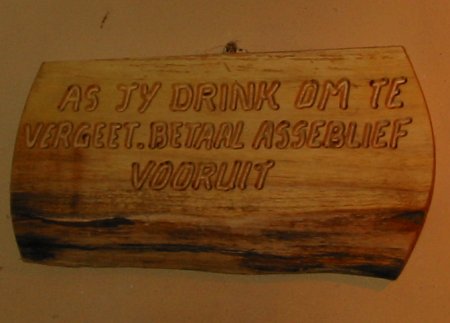 AS JY DRINK OM TE
VERGEET. BETAAL ASSEBLIEF
VOORUIT